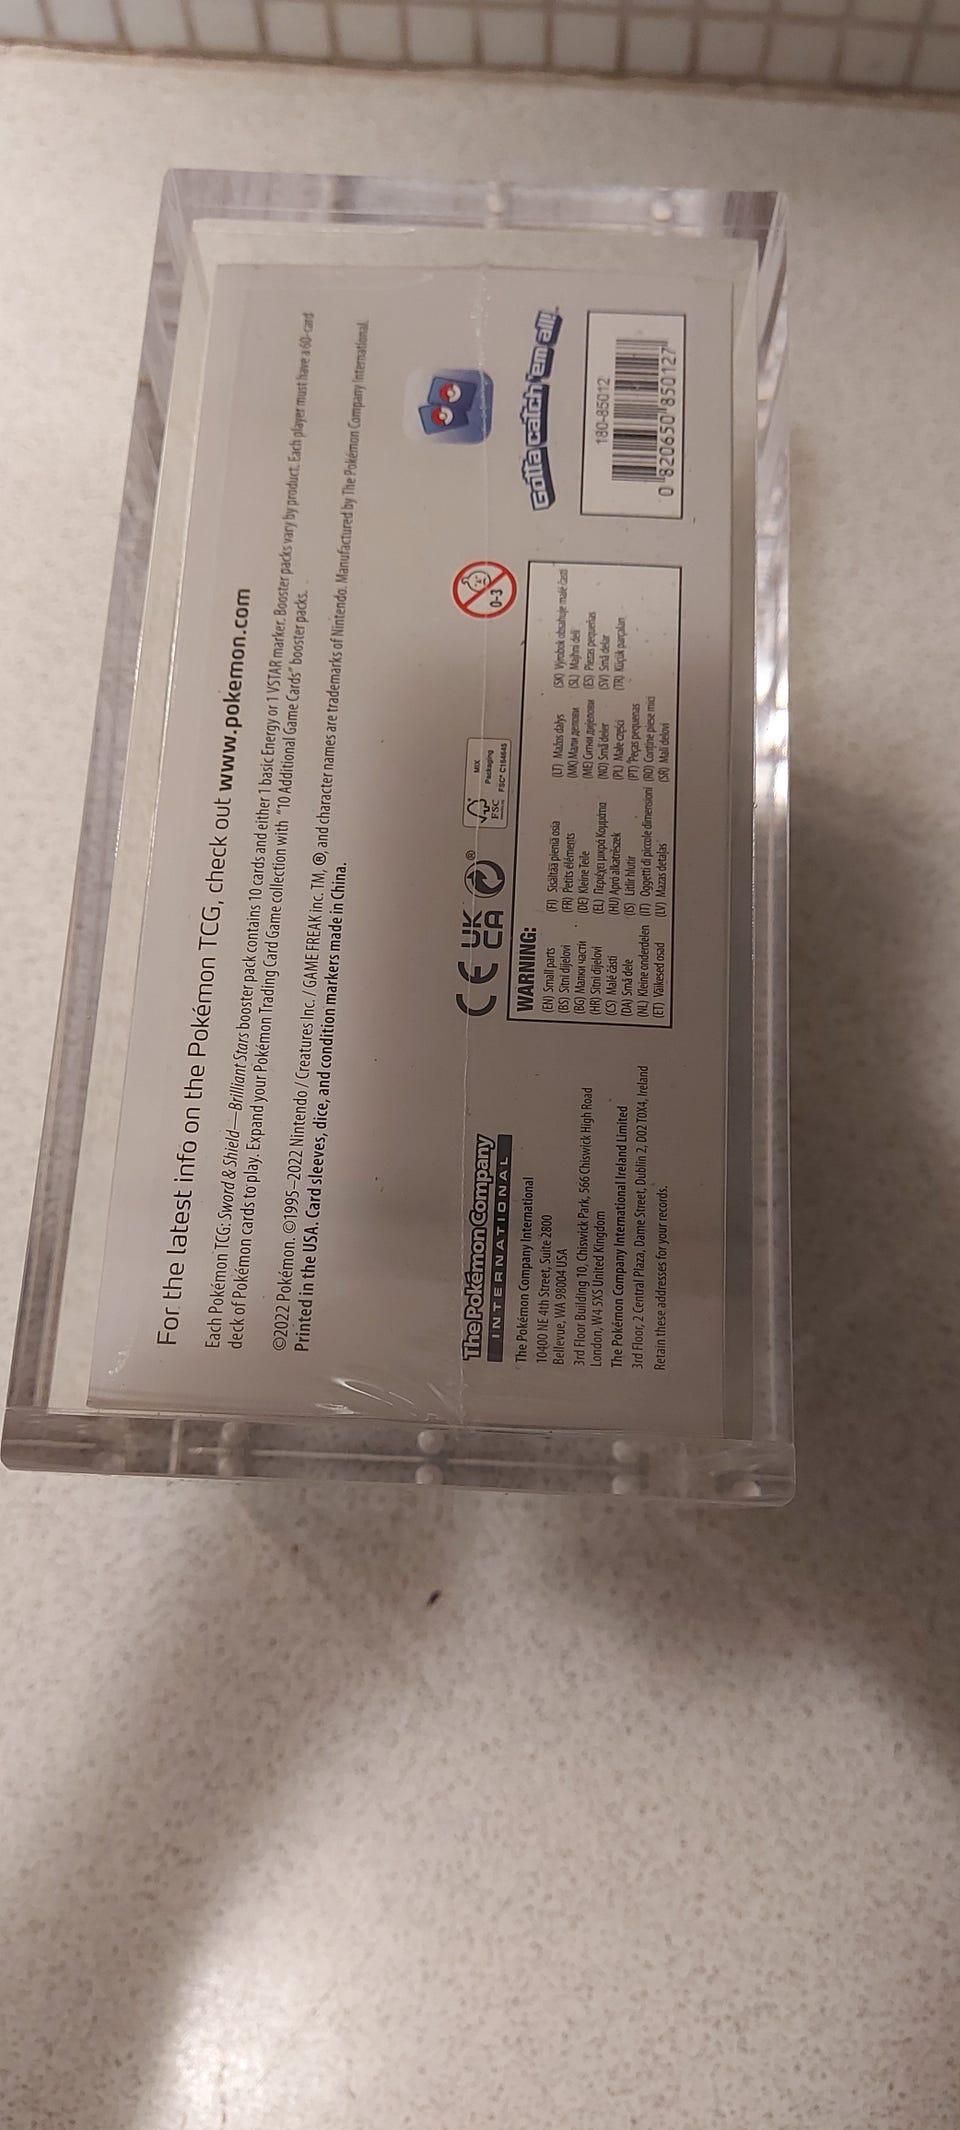 For the latest info on the Pokémon TCG, check out www.pokemon.com
Each Pokémon TCG: Sword & Shield—Brilliant Stars booster pack contains 10 cards and either 1 basic Energy or 1 VSTAR marker. Booster packs vary by product. Each player must have a 60-card
deck of Pokémon cards to play. Expand your Pokémon Trading Card Game collection with "10 Additional Game Cards" booster packs.
©2022 Pokémon. ©1995–2022 Nintendo / Creatures Inc. / GAME FREAK inc. TM, ®, and character names are trademarks of Nintendo. Manufactured by The Pokémon Company International.
Printed in the USA. Card sleeves, dice, and condition markers made in China.
The Pokémon Company
INTERNATIONAL
The Pokémon Company International
10400 NE 4th Street, Suite 2800
Bellevue, WA 98004 USA
3rd Floor Building 10, Chiswick Park, 566 Chiswick High Road
London, W4 5XS United Kingdom
The Pokémon Company International Ireland Limited
3rd Floor, 2 Central Plaza, Dame Street, Dublin 2, D02 T0X4, Ireland
Retain these addresses for your records.
CE UK CA ®
FSC
MIX
Packaging
FSC® C164645
0-3
WARNING:
(EN) Small parts
(BS) Sitni dijelovi
(BG) Малки части
(HR) Sitni dijelovi
(CS) Malé části
(DA) Små dele
(NL) Kleine onderdelen
(ET) Väikesed osad
(FI) Sisältää pieniä osia
(FR) Petits éléments
(DE) Kleine Teile
(EL) Περιέχει μικρά Κομμάτια
(HU) Apró alkatrészek
(IS) Litlir hlutir
(IT) Oggetti di piccole dimensioni
(LV) Mazas detaļas
(LT) Mažos dalys
(MK) Мали делови
(ME) Ситни дијелови
(NO) Små deler
(PL) Małe części
(PT) Peças pequenas
(RO) Conține piese mici
(SR) Mali delovi
(SK) Výrobok obsahuje malé časti
(SL) Majhni deli
(ES) Piezas pequeñas
(SV) Små delar
(TR) Küçük parçaları
Gotta catch 'em all!
180-85012
0 820650 850127